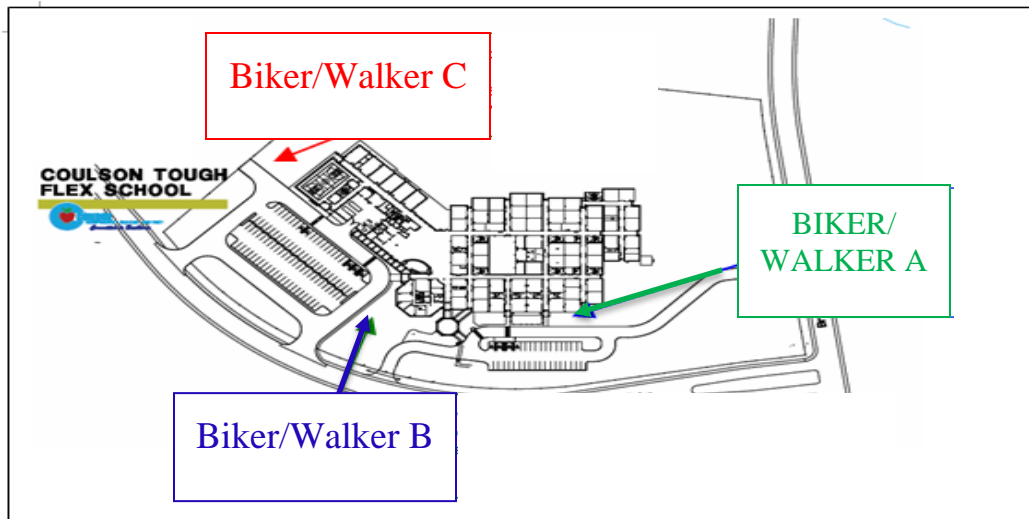 Biker/Walker C
COULSON TOUGH
FLEX SCHOOL
BIKER/
WALKER A
Biker/Walker B